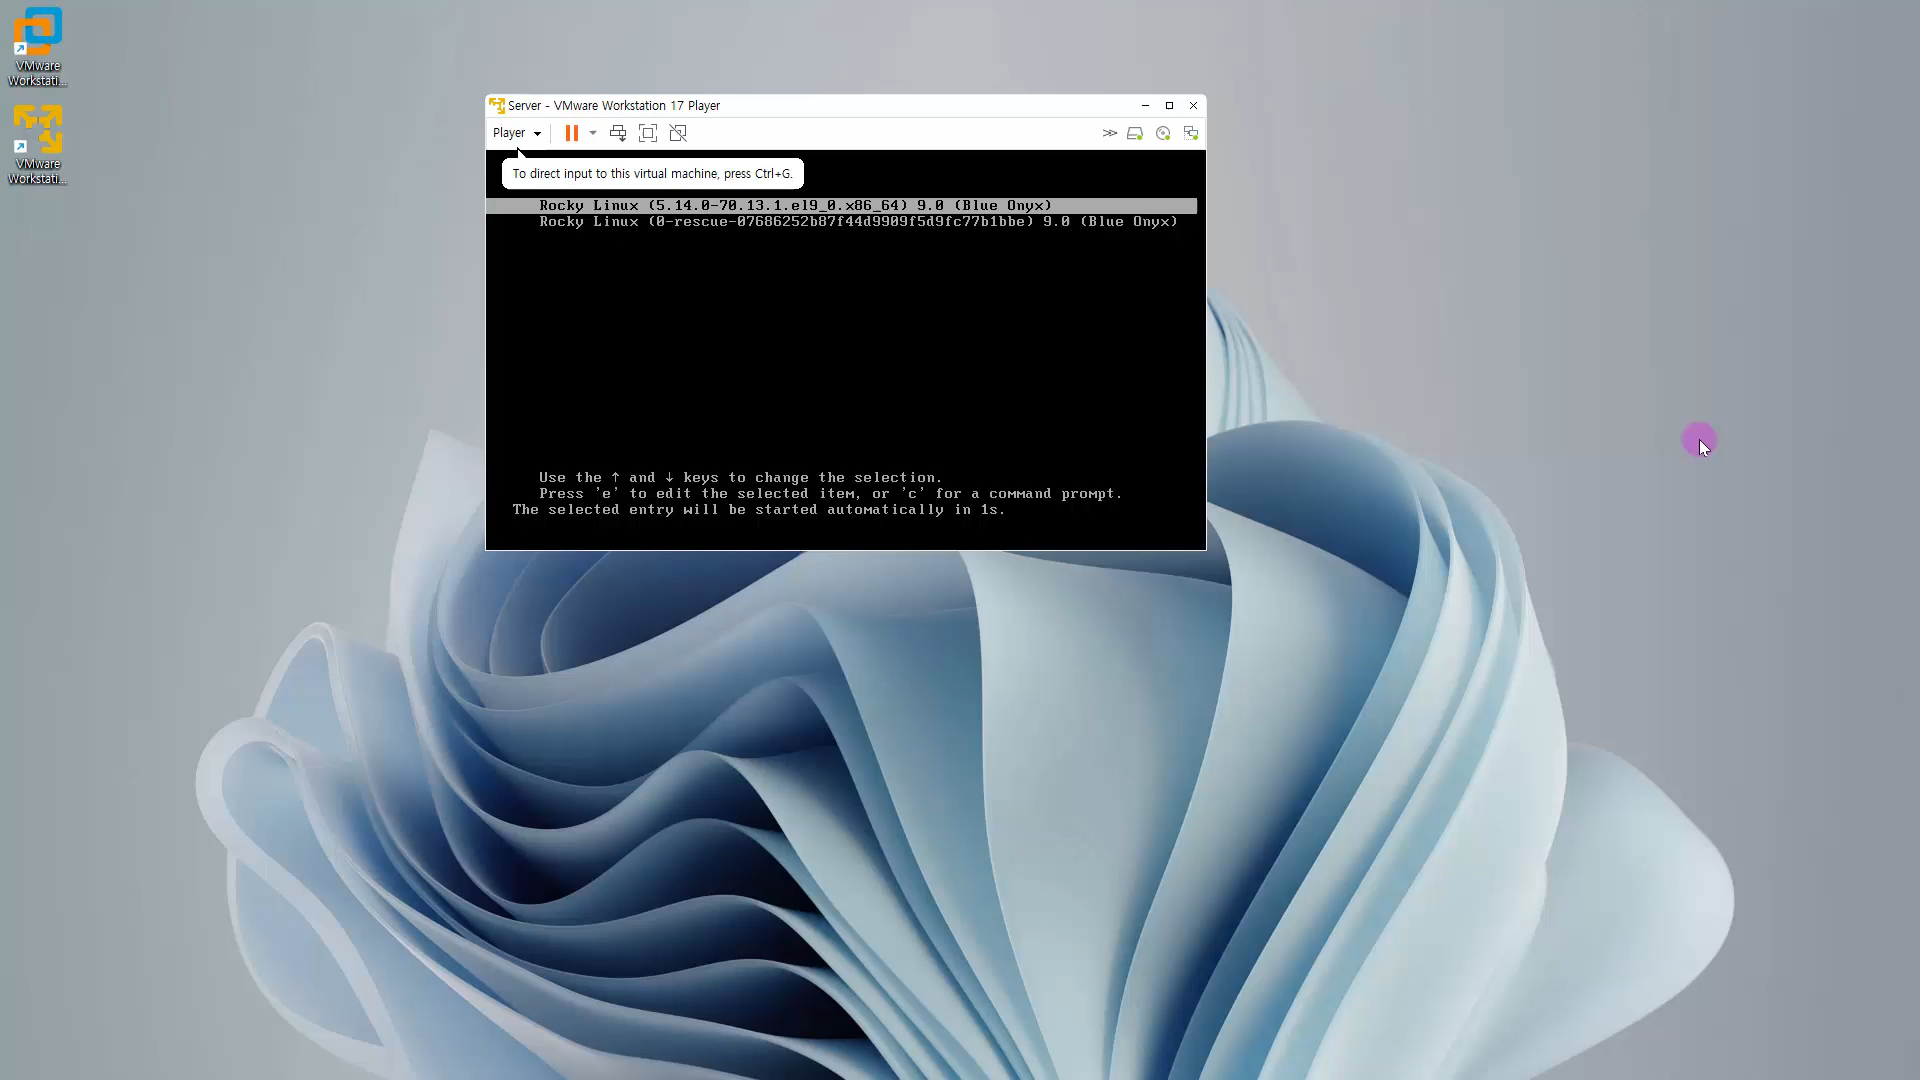 VMware
Workstati...
VMware
Workstati...
Server - VMware Workstation 17 Player
Player
To direct input to this virtual machine, press Ctrl+G.
Rocky Linux (5.14.0-70.13.1.el9_0.x86_64) 9.0 (Blue Onyx)
Rocky Linux (0-rescue-07686252b87f44d9909f5d9fc77b1bbe) 9.0 (Blue Onyx)
Use the ↑ and ↓ keys to change the selection.
Press 'e' to edit the selected item, or 'c' for a command prompt.
The selected entry will be started automatically in 1s.